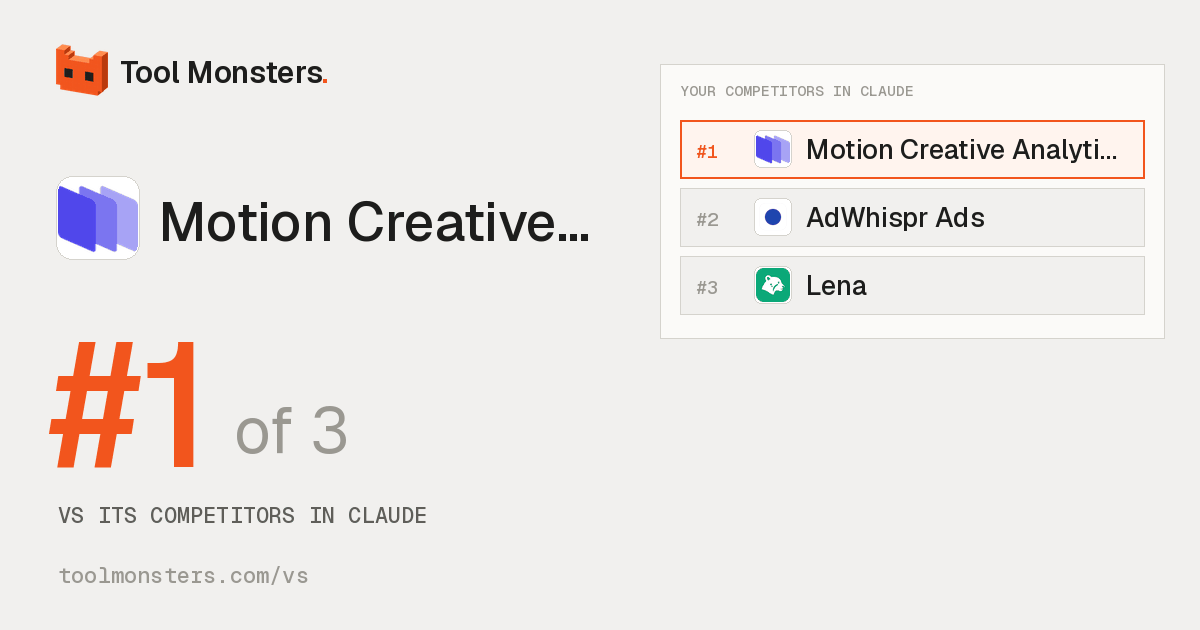 Tool Monsters.
Motion Creative...
#1 of 3
VS ITS COMPETITORS IN CLAUDE
toolmonsters.com/vs
YOUR COMPETITORS IN CLAUDE
#1 Motion Creative Analyti...
#2 AdWhispr Ads
#3 Lena